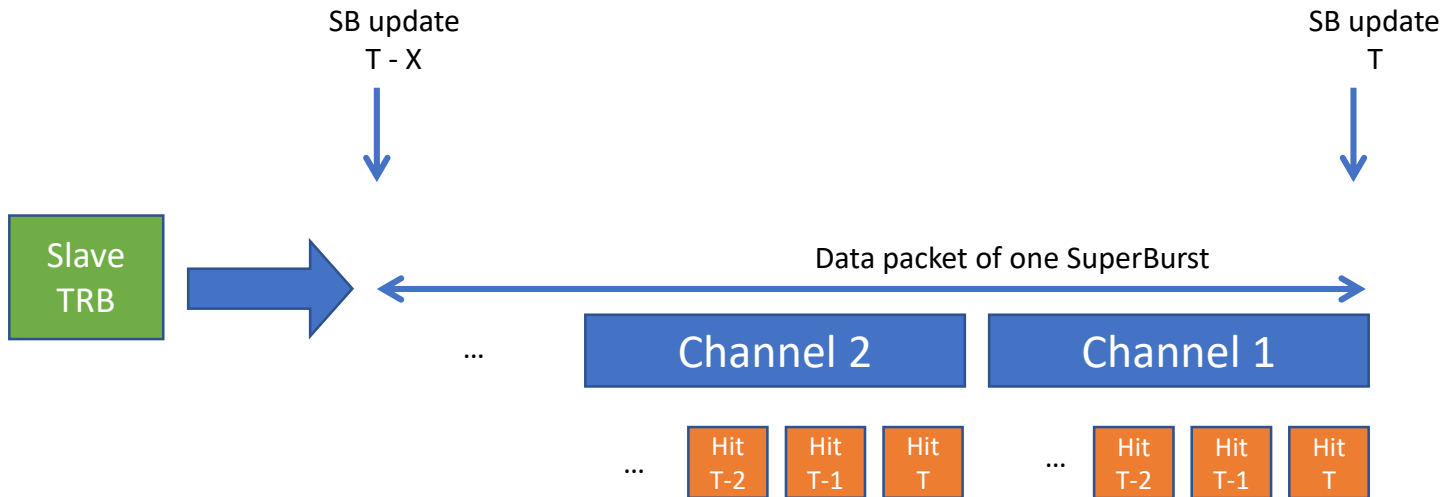 SB update
T - X
SB update
T
Slave
TRB
Data packet of one SuperBurst
...
Channel 2
Channel 1
...
Hit
T-2
Hit
T-1
Hit
T
...
Hit
T-2
Hit
T-1
Hit
T